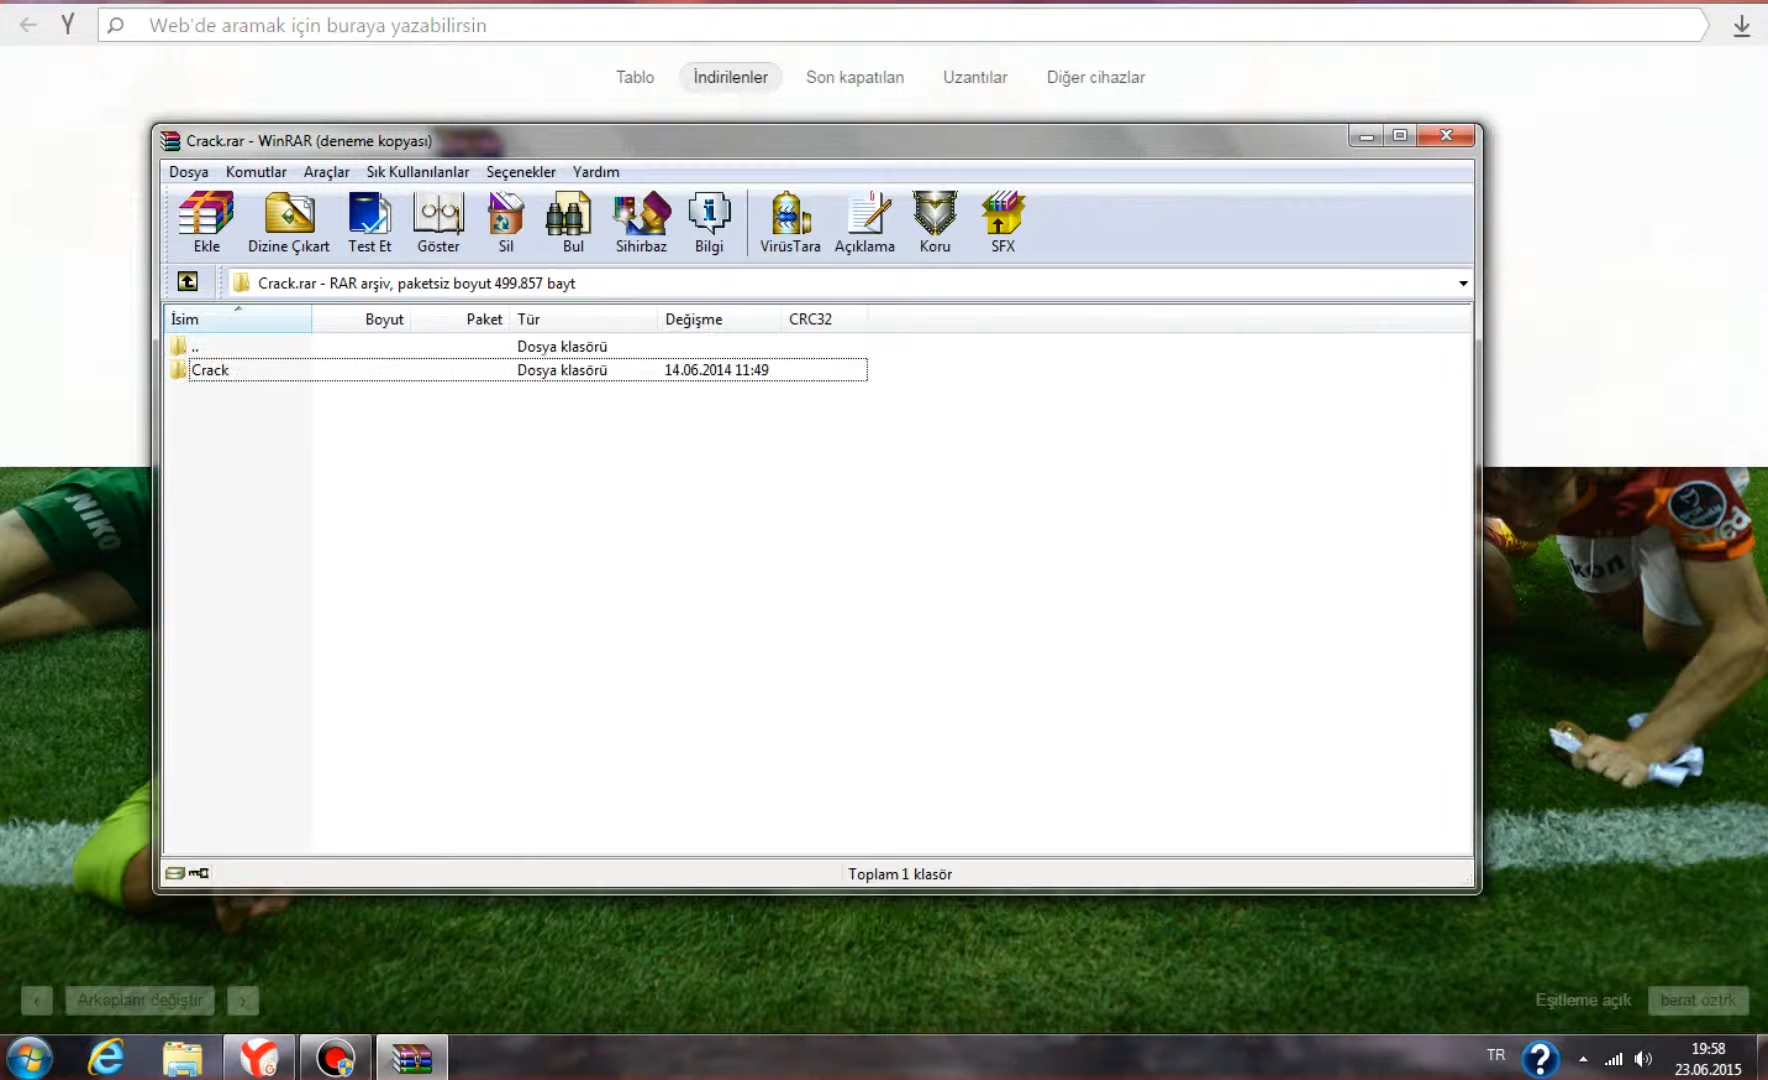 Web'de aramak için buraya yazabilirsin
Tablo İndirilenler Son kapatılan Uzantılar Diğer cihazlar
Crack.rar - WinRAR (deneme kopyası)
Dosya Komutlar Araçlar Sık Kullanılanlar Seçenekler Yardım
Ekle Dizine Çıkart Test Et Göster Sil Bul Sihirbaz Bilgi VirüsTara Açıklama Koru SFX
Crack.rar - RAR arşiv, paketsiz boyut 499.857 bayt
İsim Boyut Paket Tür Değişme CRC32
.. Dosya klasörü
Crack Dosya klasörü 14.06.2014 11:49
Toplam 1 klasör
Arkaplanı değiştir
Eşitleme açık berat öztrk
TR
19:58
23.06.2015